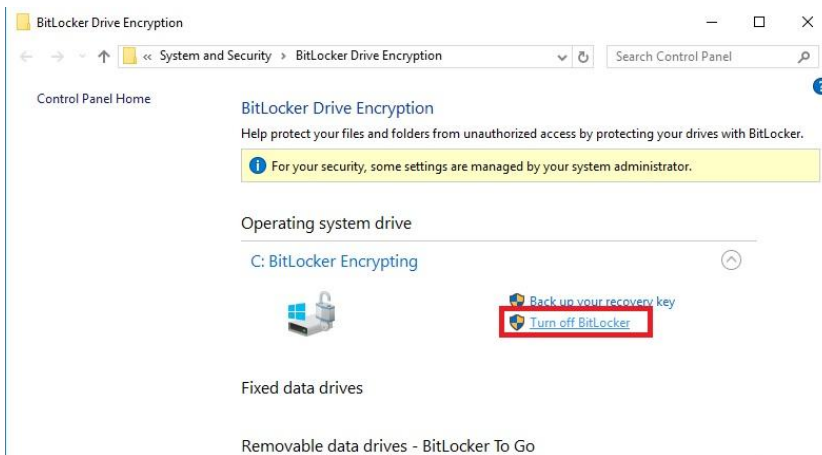 BitLocker Drive Encryption
« System and Security › BitLocker Drive Encryption
Search Control Panel
Control Panel Home
BitLocker Drive Encryption
Help protect your files and folders from unauthorized access by protecting your drives with BitLocker.
For your security, some settings are managed by your system administrator.
Operating system drive
C: BitLocker Encrypting
Back up your recovery key
Turn off BitLocker
Fixed data drives
Removable data drives - BitLocker To Go